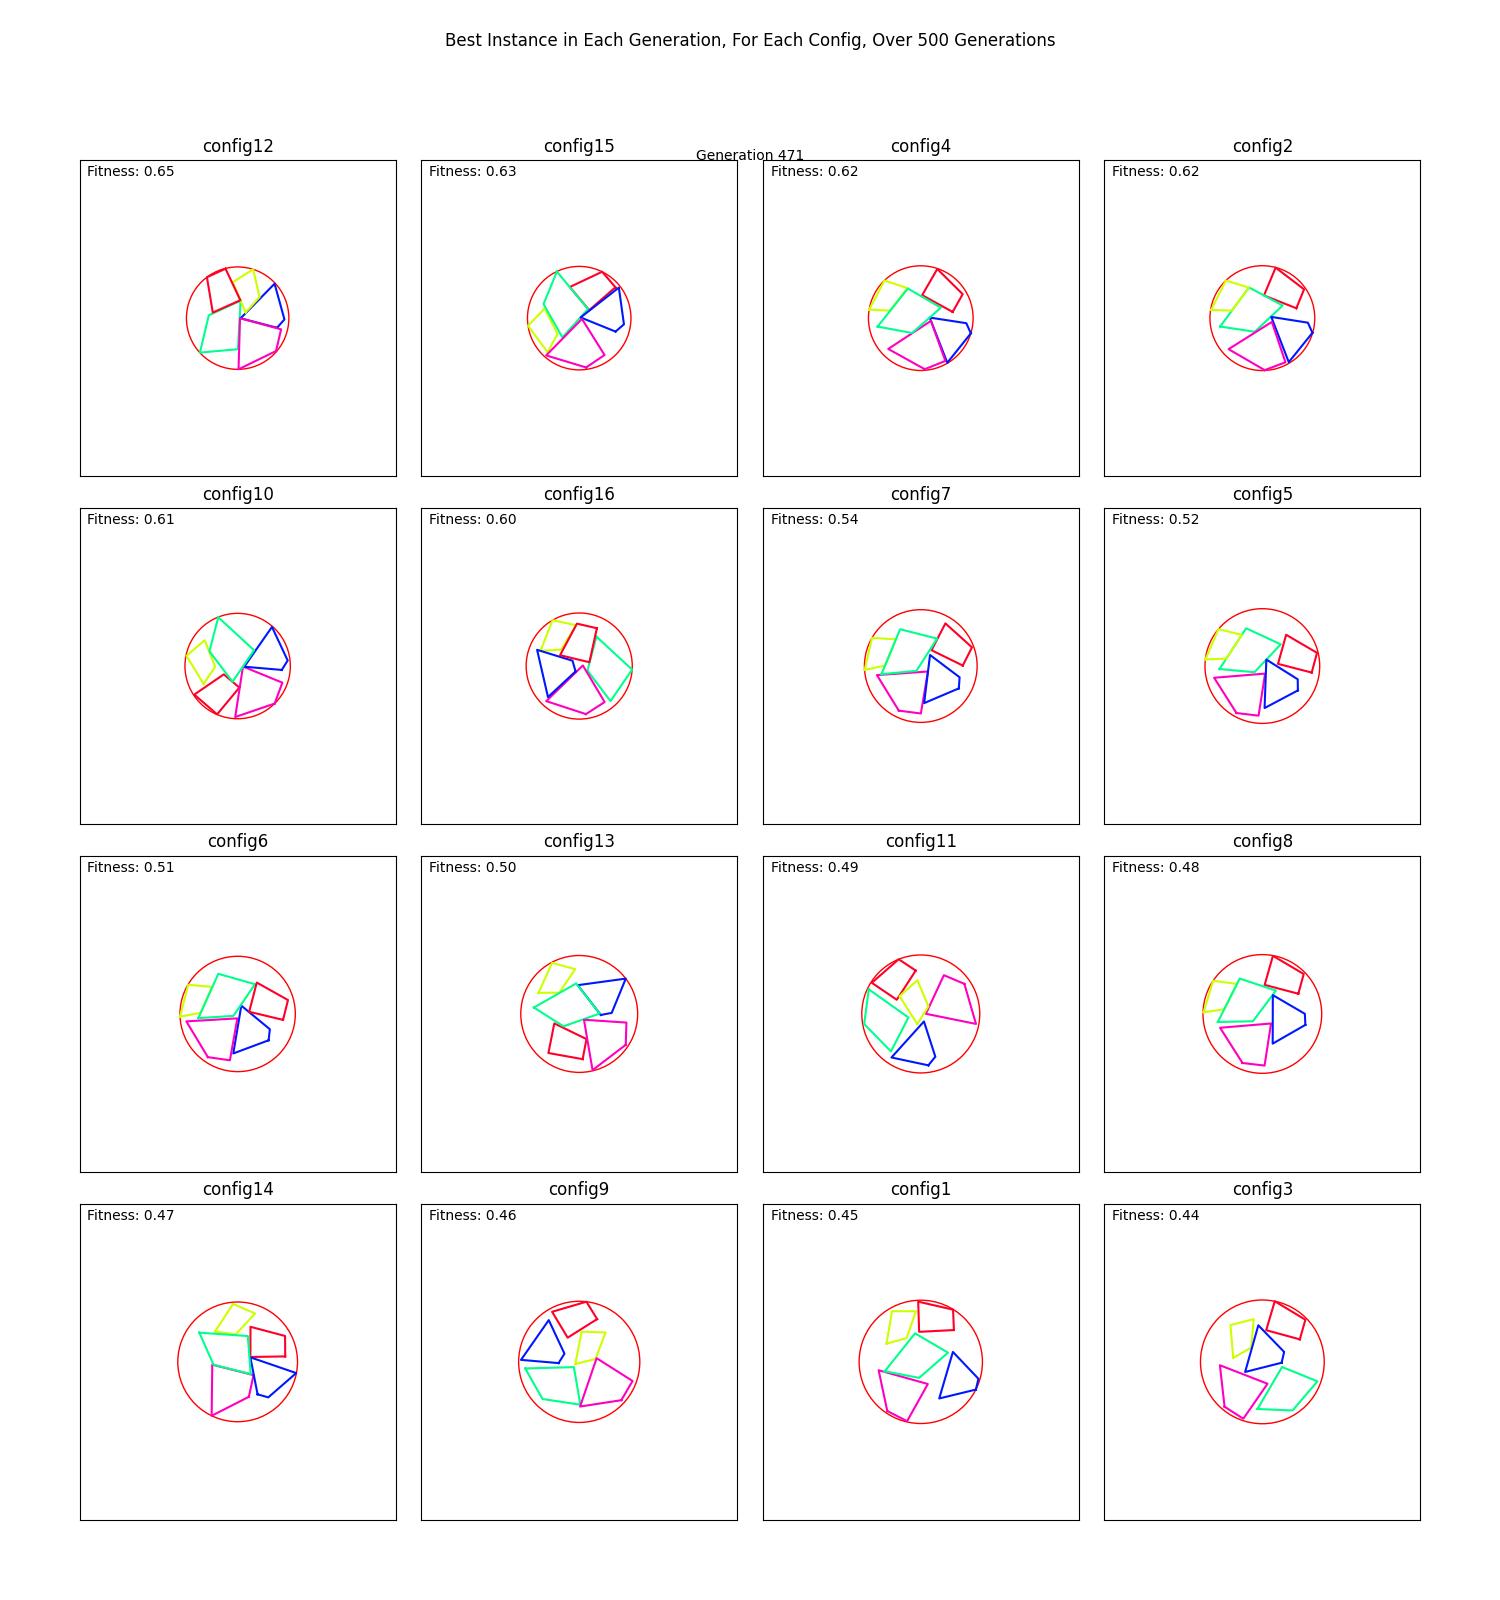 Best Instance in Each Generation, For Each Config, Over 500 Generations
Generation 471
config12
Fitness: 0.65
config15
Fitness: 0.63
config4
Fitness: 0.62
config2
Fitness: 0.62
config10
Fitness: 0.61
config16
Fitness: 0.60
config7
Fitness: 0.54
config5
Fitness: 0.52
config6
Fitness: 0.51
config13
Fitness: 0.50
config11
Fitness: 0.49
config8
Fitness: 0.48
config14
Fitness: 0.47
config9
Fitness: 0.46
config1
Fitness: 0.45
config3
Fitness: 0.44